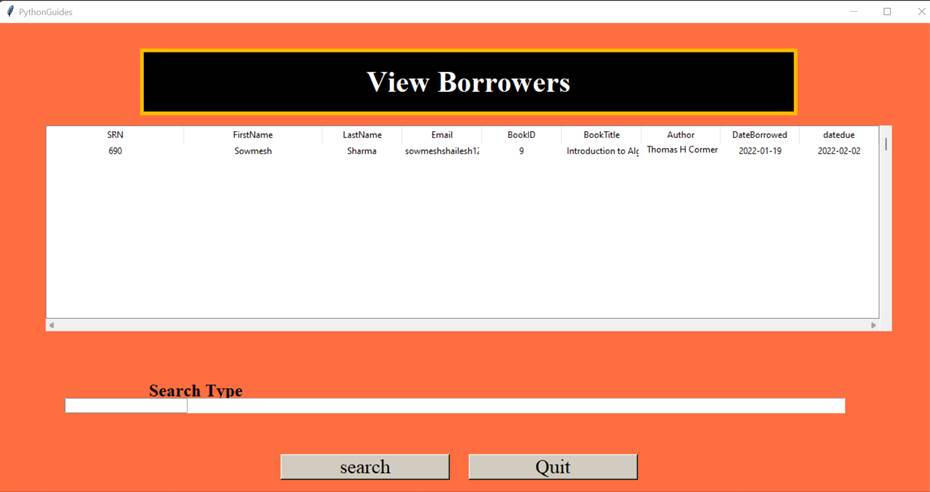 PythonGuides
View Borrowers
SRN FirstName LastName Email BookID BookTitle Author DateBorrowed datedue
690 Sowmesh Sharma sowmeshshailesh12 9 Introduction to Alg Thomas H Cormer 2022-01-19 2022-02-02
Search Type
search Quit